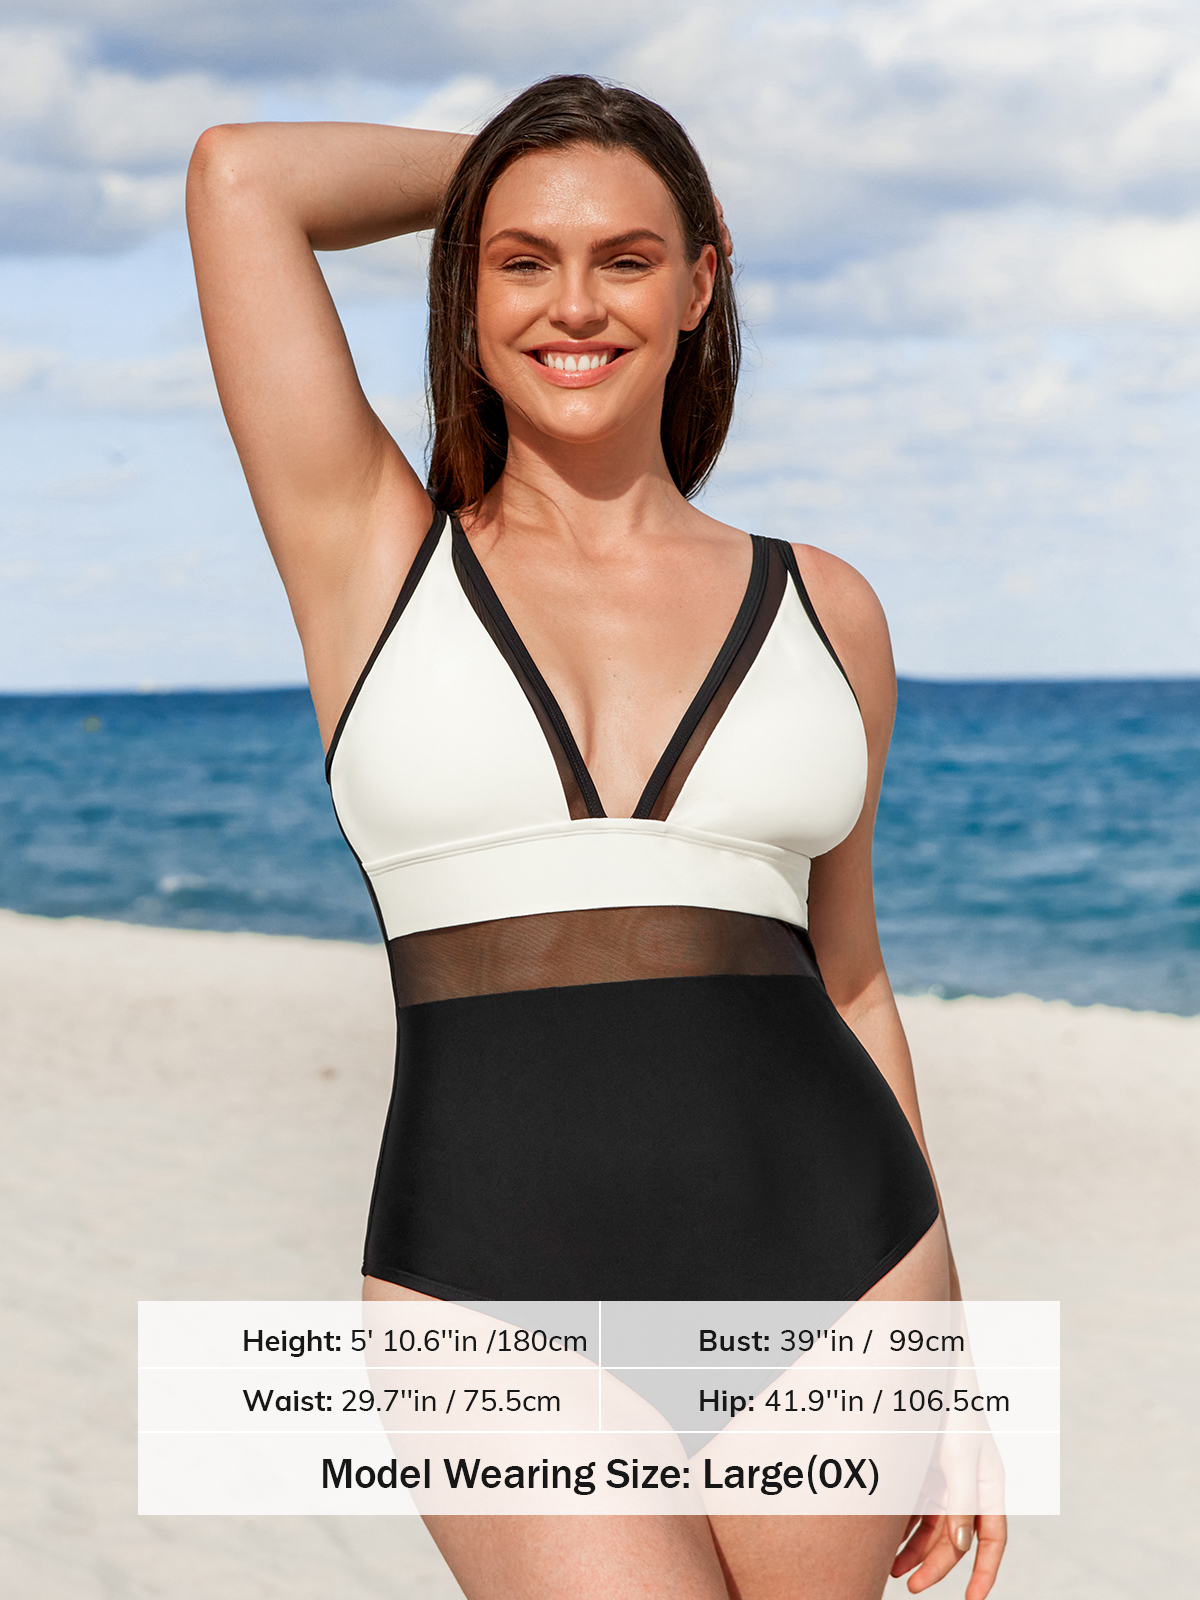 Height: 5' 10.6''in /180cm
Bust: 39''in / 99cm
Waist: 29.7''in / 75.5cm
Hip: 41.9''in / 106.5cm
Model Wearing Size: Large(0X)